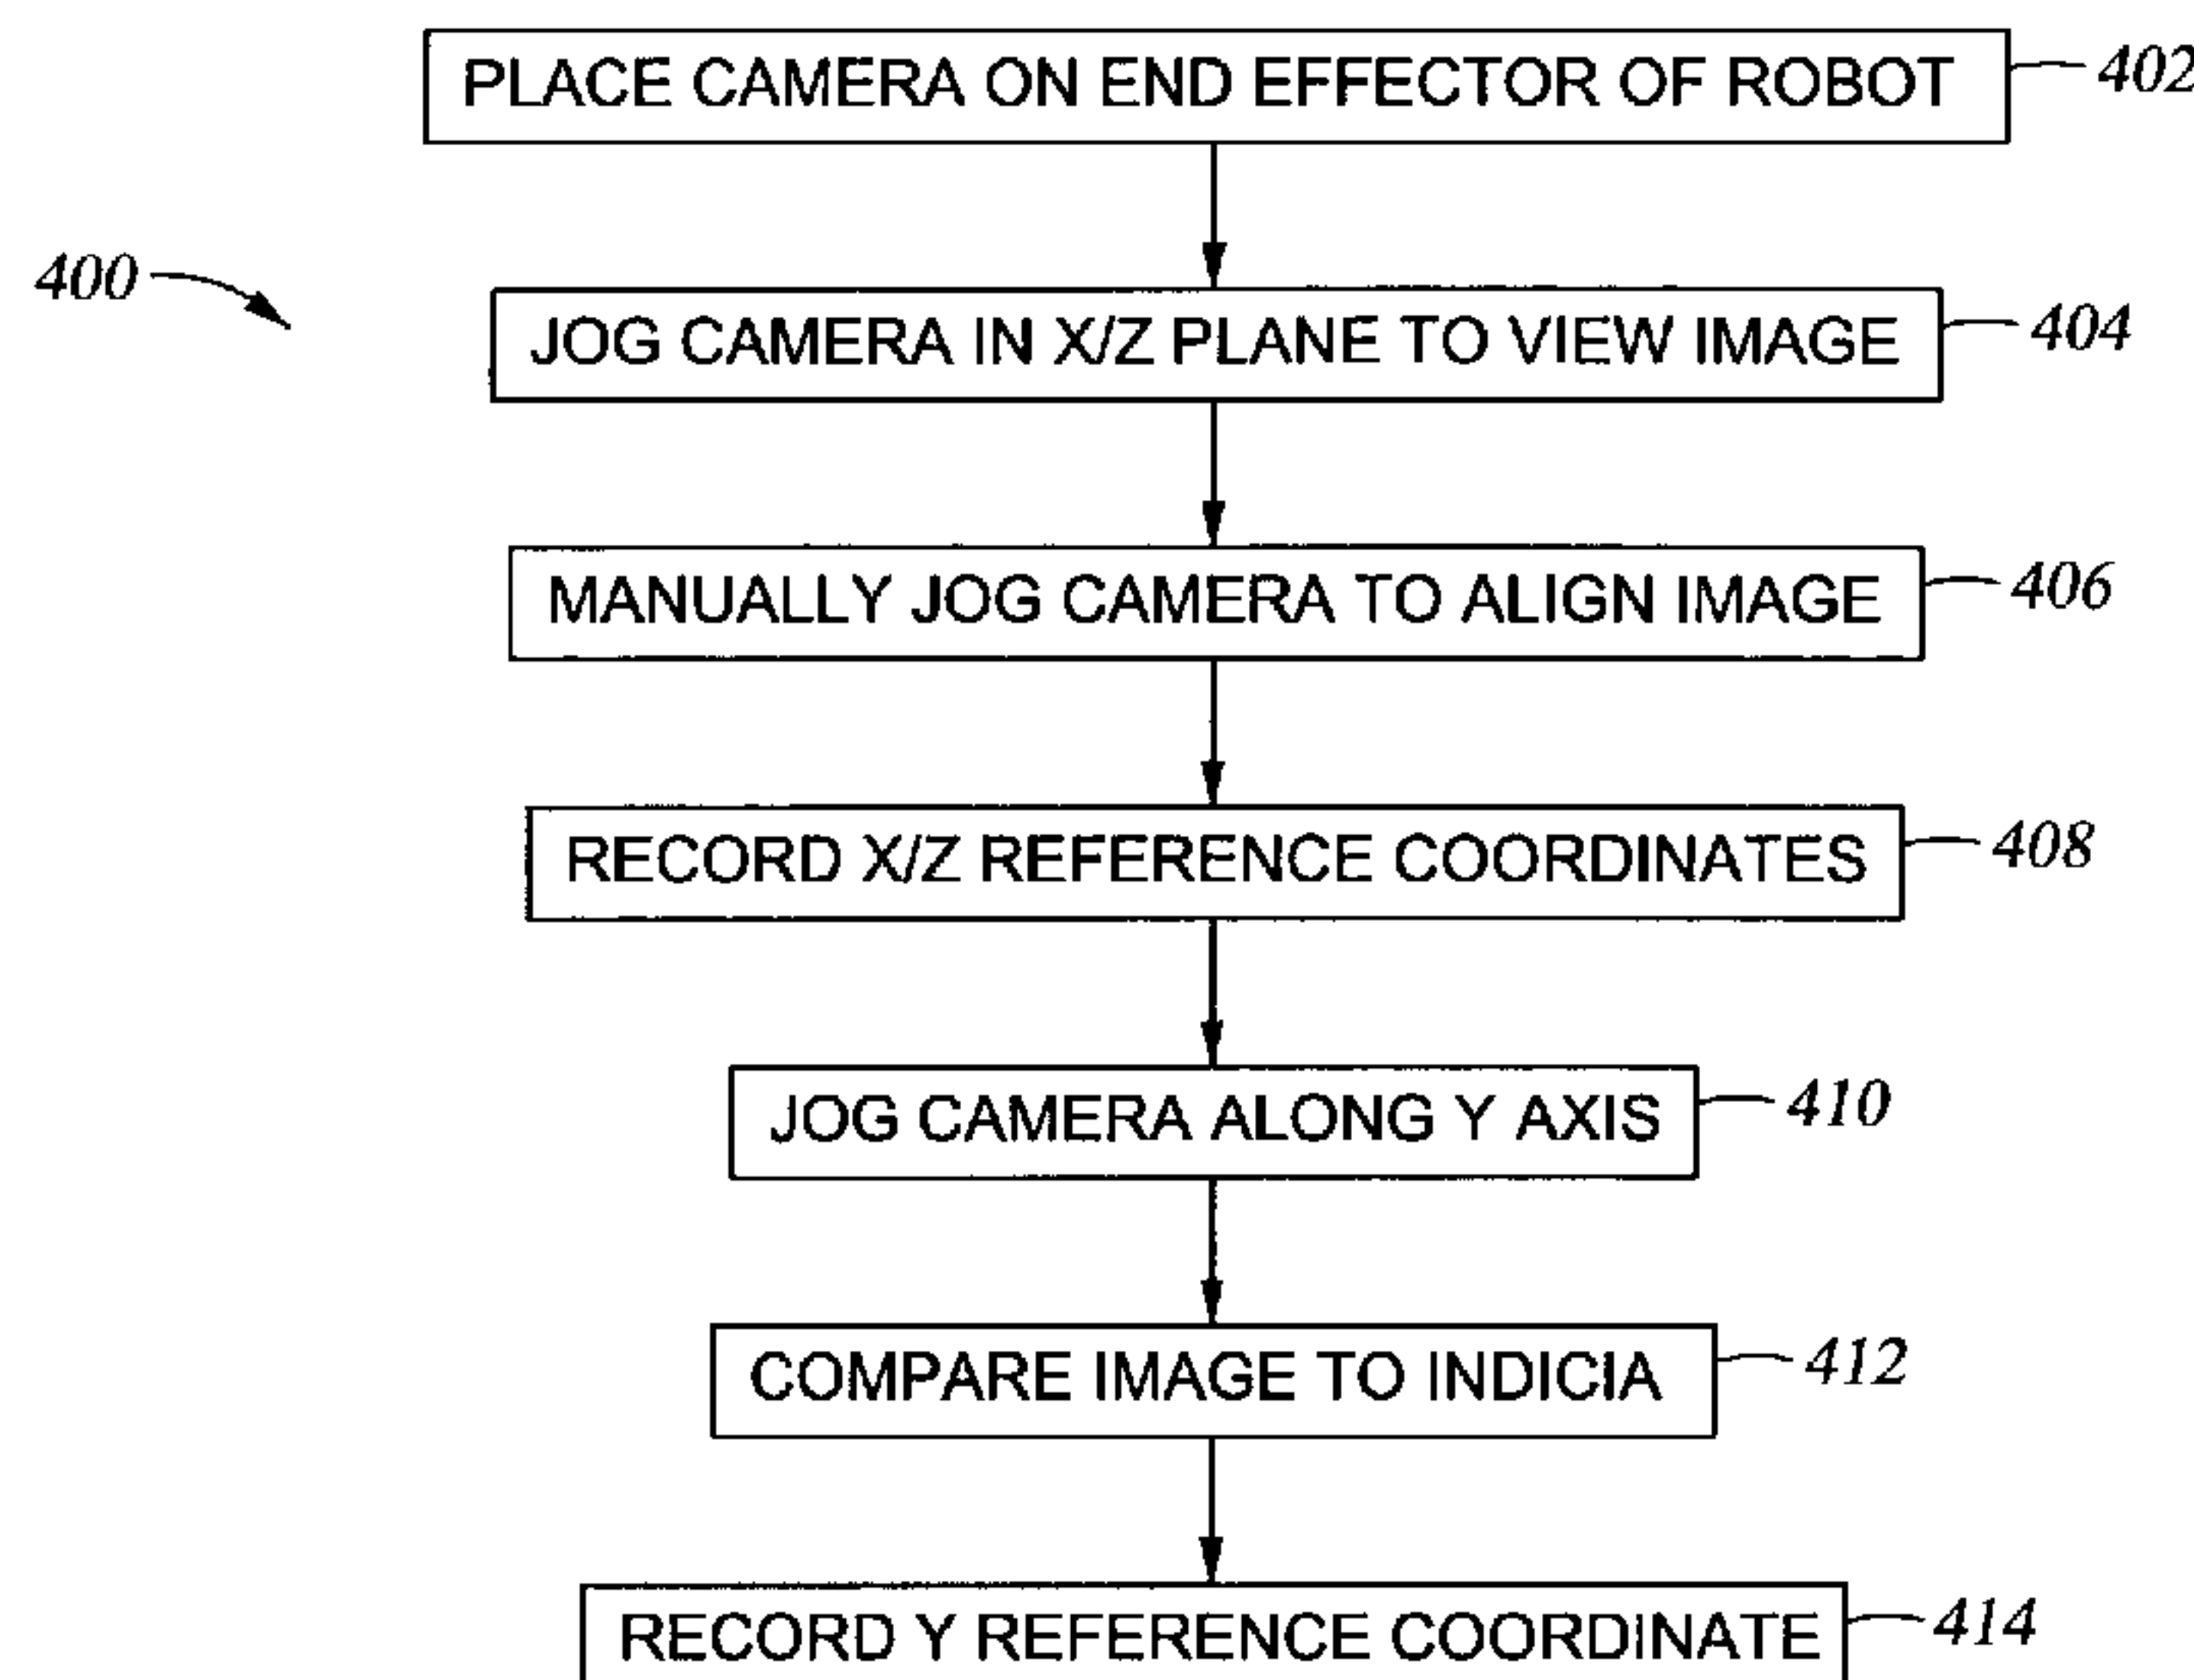 PLACE CAMERA ON END EFFECTOR OF ROBOT 402
400
JOG CAMERA IN X/Z PLANE TO VIEW IMAGE 404
MANUALLY JOG CAMERA TO ALIGN IMAGE 406
RECORD X/Z REFERENCE COORDINATES 408
JOG CAMERA ALONG Y AXIS 410
COMPARE IMAGE TO INDICIA 412
RECORD Y REFERENCE COORDINATE 414